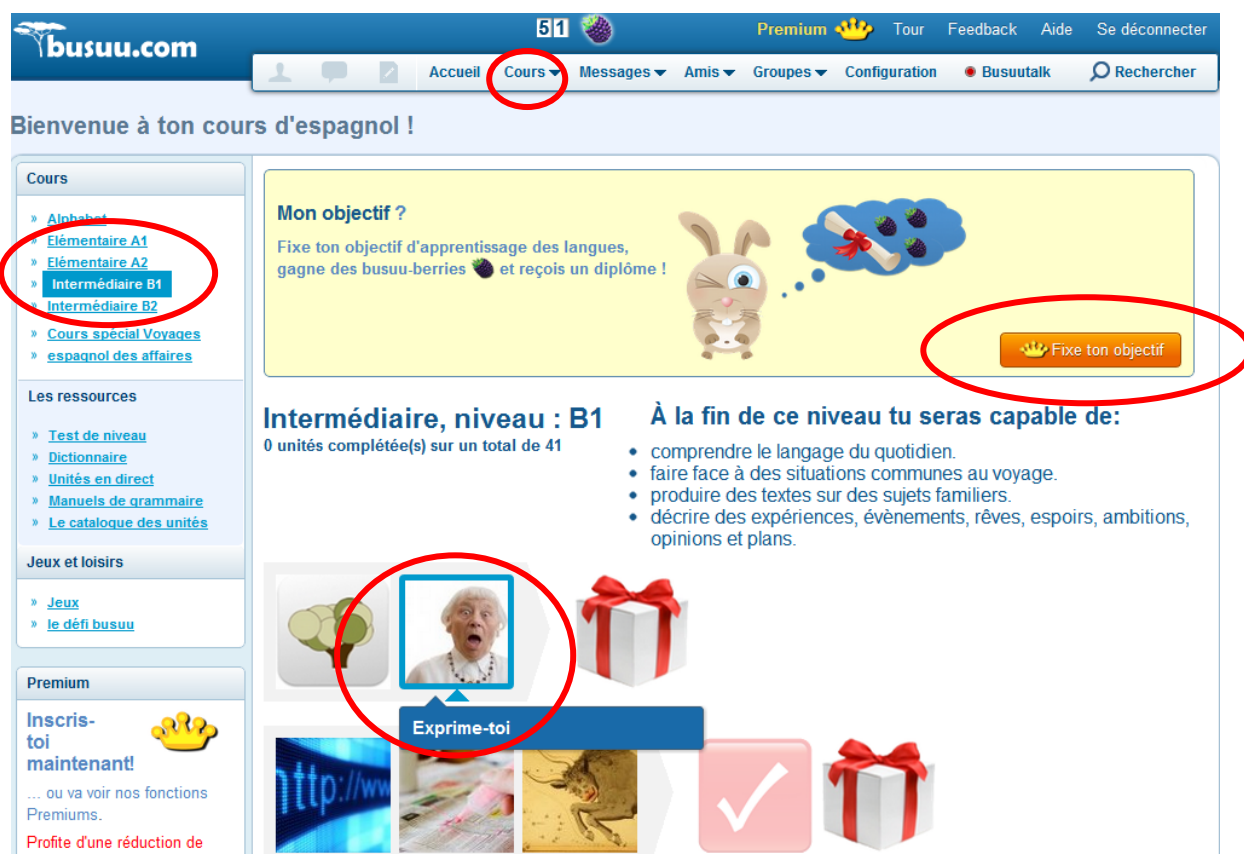 busuu.com
51
Premium Tour Feedback Aide Se déconnecter
Accueil Cours Messages Amis Groupes Configuration Busuutalk Rechercher
Bienvenue à ton cours d'espagnol !
Cours
» Alphabet
» Elémentaire A1
» Elémentaire A2
» Intermédiaire B1
» Intermédiaire B2
» Cours spécial Voyages
» espagnol des affaires
Les ressources
» Test de niveau
» Dictionnaire
» Unités en direct
» Manuels de grammaire
» Le catalogue des unités
Jeux et loisirs
» Jeux
» le défi busuu
Premium
Inscris-
toi
maintenant!
... ou va voir nos fonctions
Premiums.
Profite d'une réduction de
Mon objectif ?
Fixe ton objectif d'apprentissage des langues,
gagne des busuu-berries et reçois un diplôme !
Fixe ton objectif
Intermédiaire, niveau : B1
0 unités complétée(s) sur un total de 41
À la fin de ce niveau tu seras capable de:
• comprendre le langage du quotidien.
• faire face à des situations communes au voyage.
• produire des textes sur des sujets familiers.
• décrire des expériences, évènements, rêves, espoirs, ambitions,
opinions et plans.
Exprime-toi
http://ww